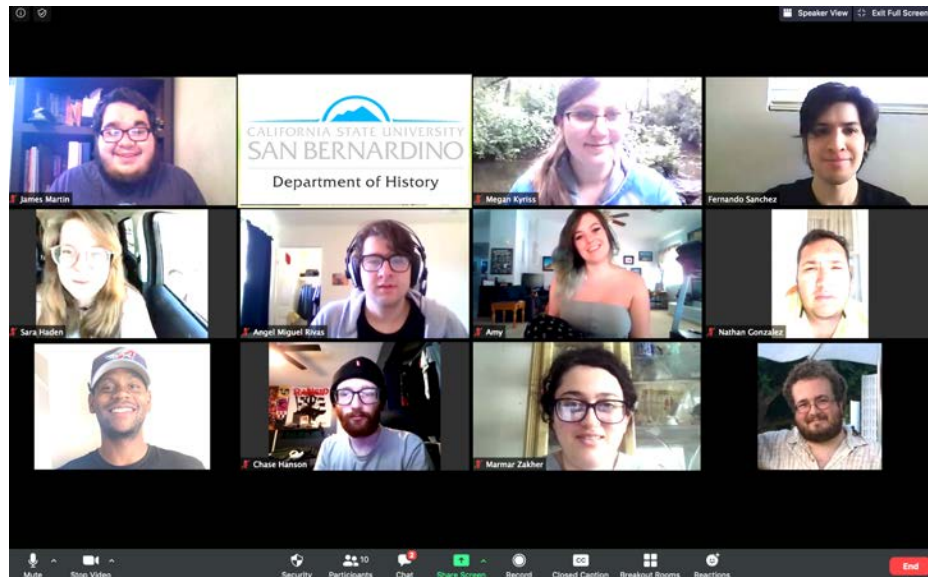 Speaker View Exit Full Screen
CALIFORNIA STATE UNIVERSITY
SAN BERNARDINO
Department of History
James Martin
Megan Kyriss
Fernando Sanchez
Sara Haden
Angel Miguel Rivas
Amy
Nathan Gonzalez
RANCID
Chase Hanson
Marmar Zakher
10
2
CC
End
Mute Stop Video Security Participants Chat Share Screen Record Closed Caption Breakout Rooms Reactions